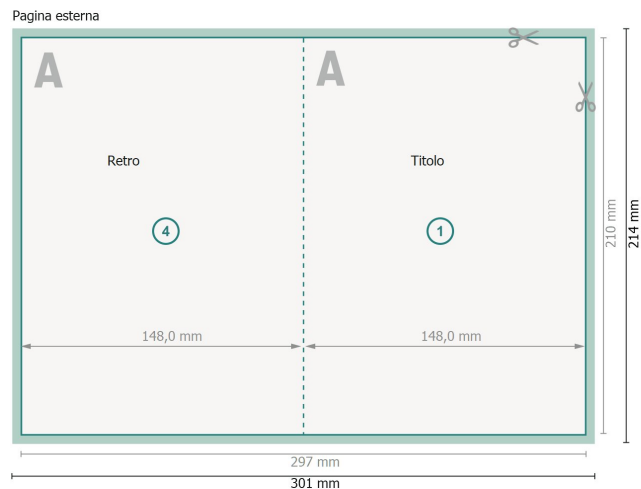 Pagina esterna
A
A
Retro
Titolo
4
1
148,0 mm
148,0 mm
210 mm
214 mm
297 mm
301 mm